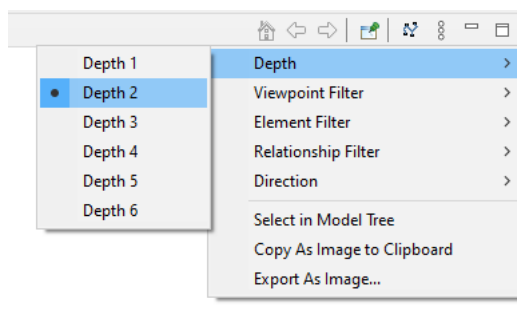 Depth
Viewpoint Filter
Element Filter
Relationship Filter
Direction
Select in Model Tree
Copy As Image to Clipboard
Export As Image...
Depth 1
Depth 2
Depth 3
Depth 4
Depth 5
Depth 6